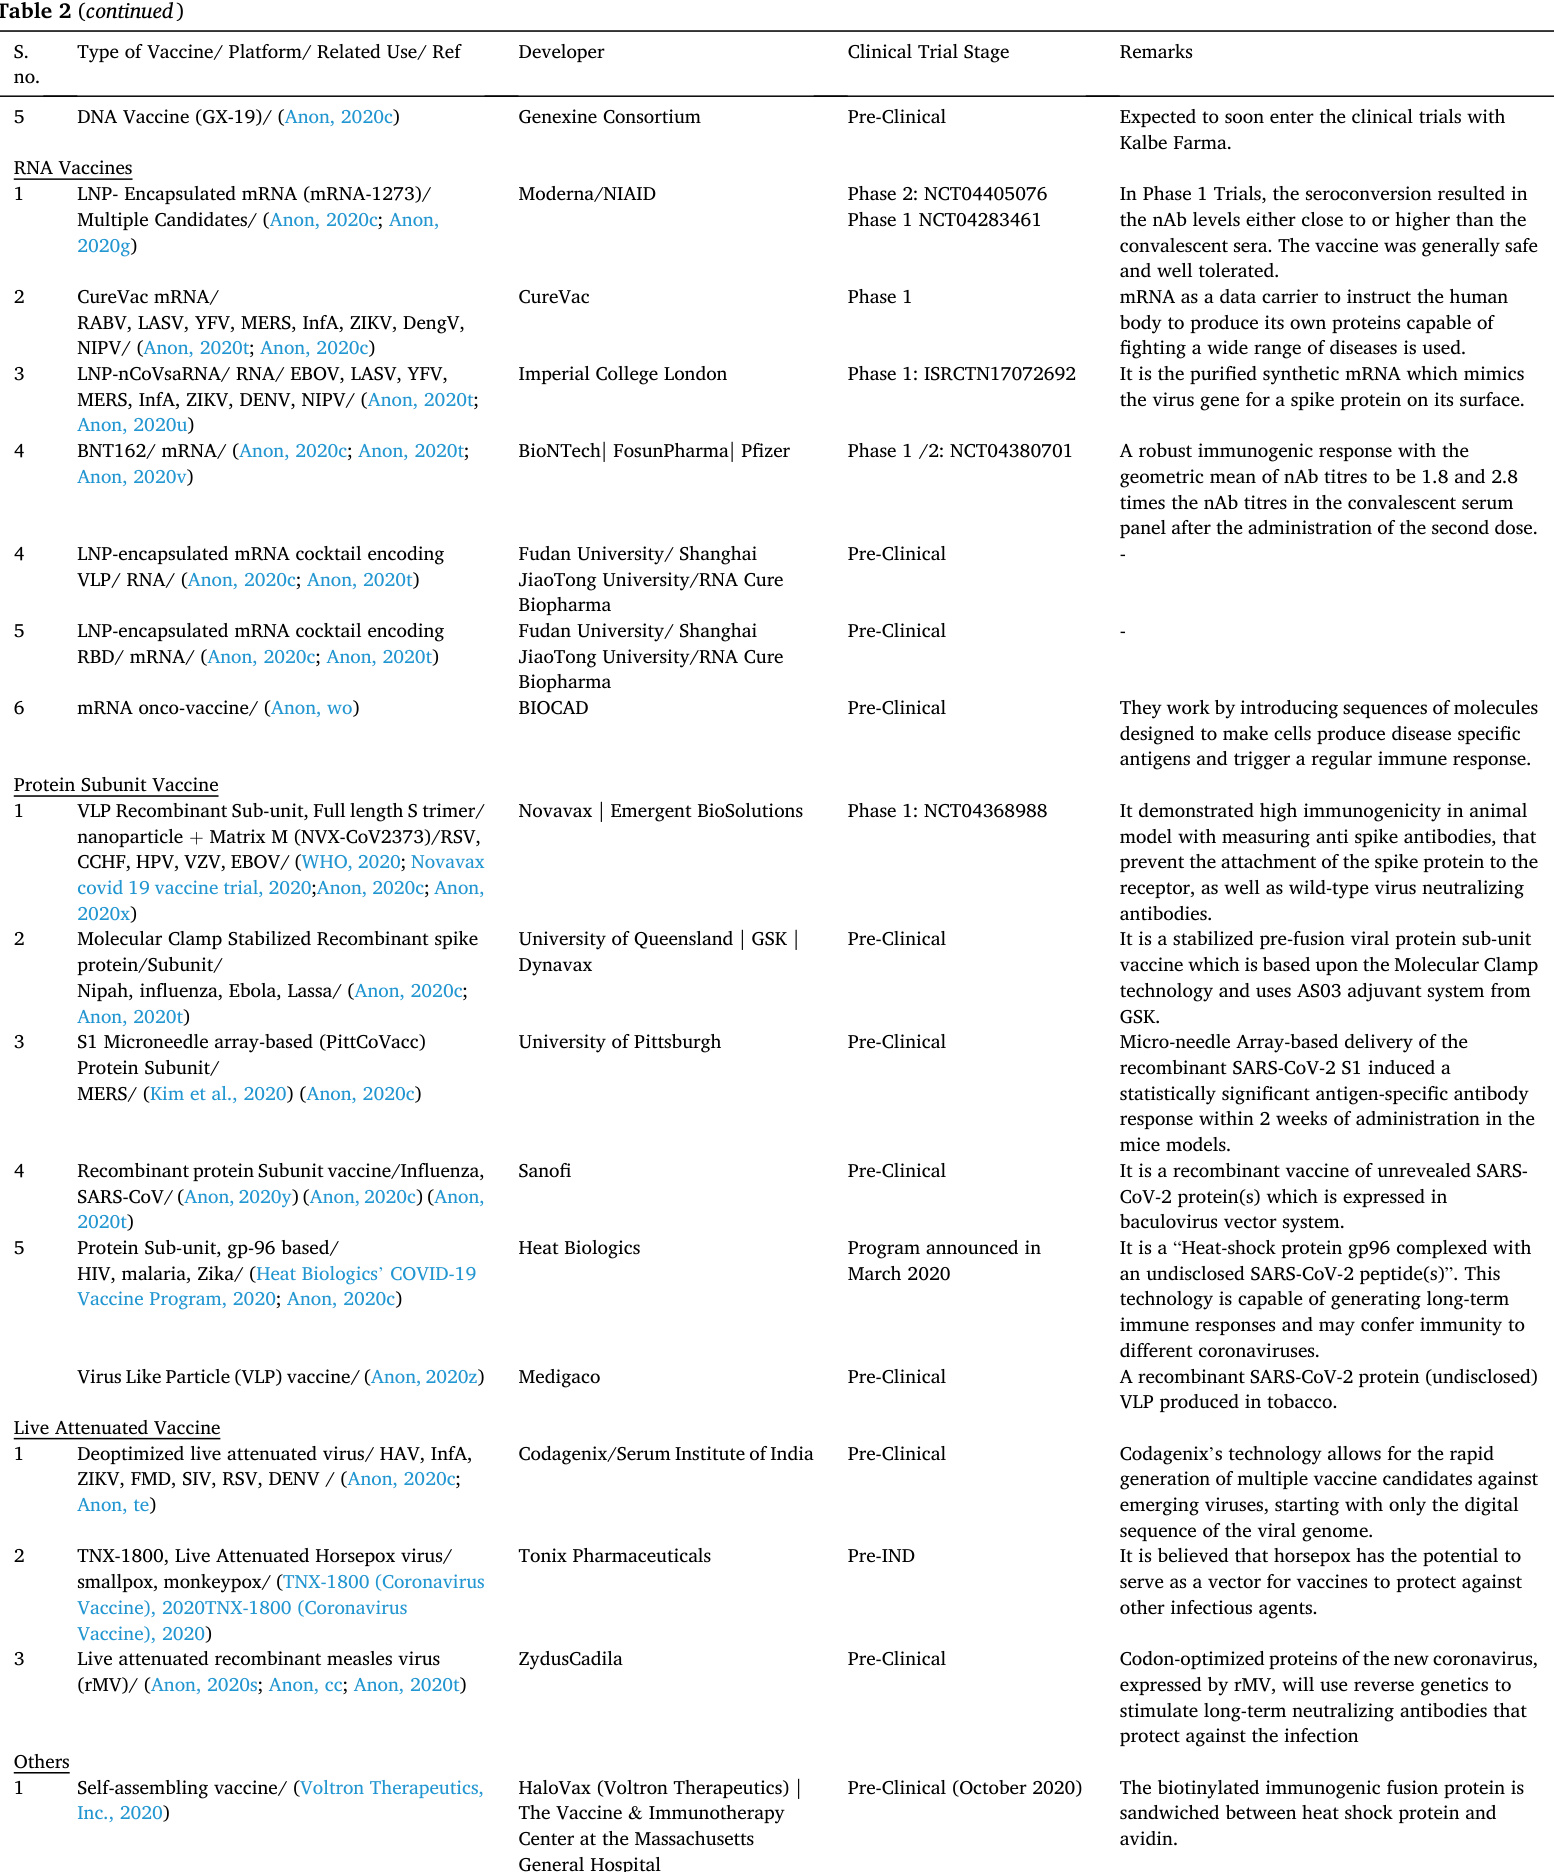 Table 2 (continued)
S. no. Type of Vaccine/ Platform/ Related Use/ Ref Developer Clinical Trial Stage Remarks
5 DNA Vaccine (GX-19)/ (Anon, 2020c) Genexine Consortium Pre-Clinical Expected to soon enter the clinical trials with
Kalbe Farma.
RNA Vaccines
1 LNP- Encapsulated mRNA (mRNA-1273)/ Moderna/NIAID Phase 2: NCT04405076 In Phase 1 Trials, the seroconversion resulted in
Multiple Candidates/ (Anon, 2020c; Anon, Phase 1 NCT04283461 the nAb levels either close to or higher than the
2020g) convalescent sera. The vaccine was generally safe
and well tolerated.
2 CureVac mRNA/ CureVac Phase 1 mRNA as a data carrier to instruct the human
RABV, LASV, YFV, MERS, InfA, ZIKV, DengV, body to produce its own proteins capable of
NIPV/ (Anon, 2020t; Anon, 2020c) fighting a wide range of diseases is used.
3 LNP-nCoVsaRNA/ RNA/ EBOV, LASV, YFV, Imperial College London Phase 1: ISRCTN17072692 It is the purified synthetic mRNA which mimics
MERS, InfA, ZIKV, DENV, NIPV/ (Anon, 2020t; the virus gene for a spike protein on its surface.
Anon, 2020u)
4 BNT162/ mRNA/ (Anon, 2020c; Anon, 2020t; BioNTech| FosunPharma| Pfizer Phase 1 /2: NCT04380701 A robust immunogenic response with the
Anon, 2020v) geometric mean of nAb titres to be 1.8 and 2.8
times the nAb titres in the convalescent serum
panel after the administration of the second dose.
4 LNP-encapsulated mRNA cocktail encoding Fudan University/ Shanghai Pre-Clinical -
VLP/ RNA/ (Anon, 2020c; Anon, 2020t) JiaoTong University/RNA Cure
Biopharma
5 LNP-encapsulated mRNA cocktail encoding Fudan University/ Shanghai Pre-Clinical -
RBD/ mRNA/ (Anon, 2020c; Anon, 2020t) JiaoTong University/RNA Cure
Biopharma
6 mRNA onco-vaccine/ (Anon, wo) BIOCAD Pre-Clinical They work by introducing sequences of molecules
designed to make cells produce disease specific
antigens and trigger a regular immune response.
Protein Subunit Vaccine
1 VLP Recombinant Sub-unit, Full length S trimer/ Novavax | Emergent BioSolutions Phase 1: NCT04368988 It demonstrated high immunogenicity in animal
nanoparticle + Matrix M (NVX-CoV2373)/RSV, model with measuring anti spike antibodies, that
CCHF, HPV, VZV, EBOV/ (WHO, 2020; Novavax prevent the attachment of the spike protein to the
covid 19 vaccine trial, 2020;Anon, 2020c; Anon, receptor, as well as wild-type virus neutralizing
2020x) antibodies.
2 Molecular Clamp Stabilized Recombinant spike University of Queensland | GSK | Pre-Clinical It is a stabilized pre-fusion viral protein sub-unit
protein/Subunit/ Dynavax vaccine which is based upon the Molecular Clamp
Nipah, influenza, Ebola, Lassa/ (Anon, 2020c; technology and uses AS03 adjuvant system from
Anon, 2020t) GSK.
3 S1 Microneedle array-based (PittCoVacc) University of Pittsburgh Pre-Clinical Micro-needle Array-based delivery of the
Protein Subunit/ recombinant SARS-CoV-2 S1 induced a
MERS/ (Kim et al., 2020) (Anon, 2020c) statistically significant antigen-specific antibody
response within 2 weeks of administration in the
mice models.
4 Recombinant protein Subunit vaccine/Influenza, Sanofi Pre-Clinical It is a recombinant vaccine of unrevealed SARS-
SARS-CoV/ (Anon, 2020y) (Anon, 2020c) (Anon, CoV-2 protein(s) which is expressed in
2020t) baculovirus vector system.
5 Protein Sub-unit, gp-96 based/ Heat Biologics Program announced in It is a “Heat-shock protein gp96 complexed with
HIV, malaria, Zika/ (Heat Biologics’ COVID-19 March 2020 an undisclosed SARS-CoV-2 peptide(s)”. This
Vaccine Program, 2020; Anon, 2020c) technology is capable of generating long-term
immune responses and may confer immunity to
different coronaviruses.
Virus Like Particle (VLP) vaccine/ (Anon, 2020z) Medigaco Pre-Clinical A recombinant SARS-CoV-2 protein (undisclosed)
VLP produced in tobacco.
Live Attenuated Vaccine
1 Deoptimized live attenuated virus/ HAV, InfA, Codagenix/Serum Institute of India Pre-Clinical Codagenix’s technology allows for the rapid
ZIKV, FMD, SIV, RSV, DENV / (Anon, 2020c; generation of multiple vaccine candidates against
Anon, te) emerging viruses, starting with only the digital
sequence of the viral genome.
2 TNX-1800, Live Attenuated Horsepox virus/ Tonix Pharmaceuticals Pre-IND It is believed that horsepox has the potential to
smallpox, monkeypox/ (TNX-1800 (Coronavirus serve as a vector for vaccines to protect against
Vaccine), 2020TNX-1800 (Coronavirus other infectious agents.
Vaccine), 2020)
3 Live attenuated recombinant measles virus ZydusCadila Pre-Clinical Codon-optimized proteins of the new coronavirus,
(rMV)/ (Anon, 2020s; Anon, cc; Anon, 2020t) expressed by rMV, will use reverse genetics to
stimulate long-term neutralizing antibodies that
protect against the infection
Others
1 Self-assembling vaccine/ (Voltron Therapeutics, HaloVax (Voltron Therapeutics) | Pre-Clinical (October 2020) The biotinylated immunogenic fusion protein is
Inc., 2020) The Vaccine & Immunotherapy sandwiched between heat shock protein and
Center at the Massachusetts avidin.
General Hospital